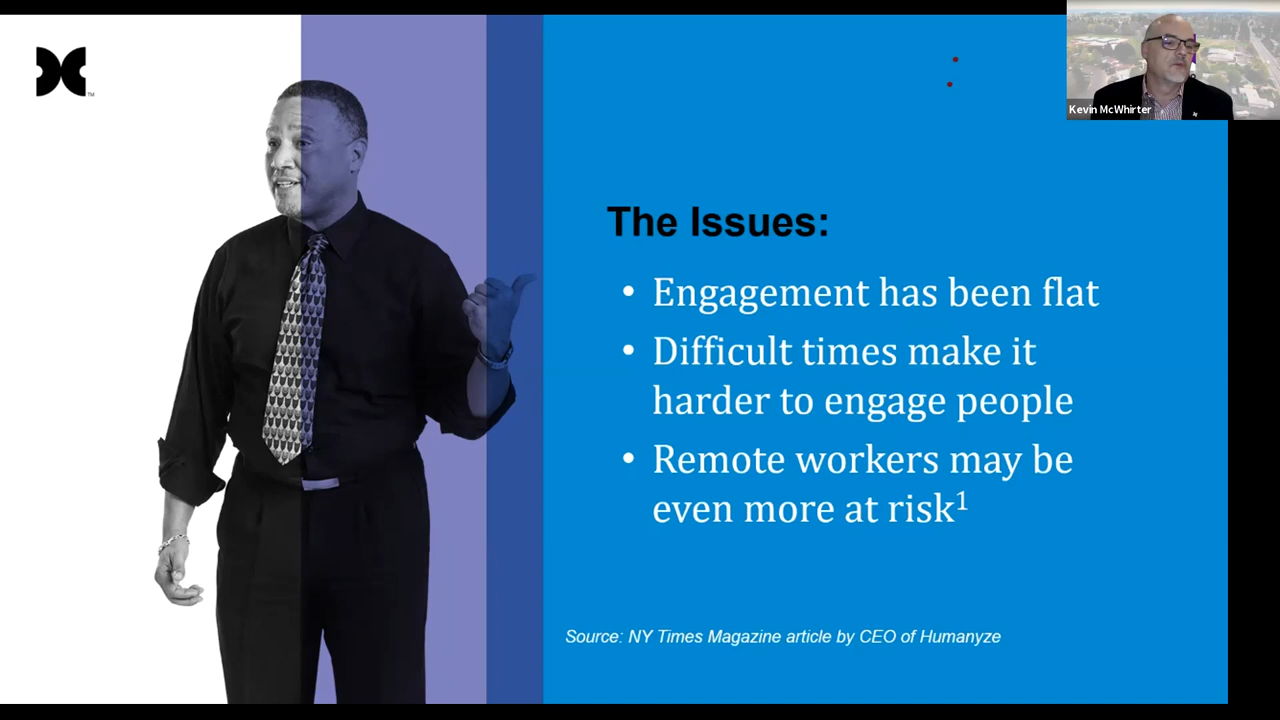 TM
Kevin McWhirter
The Issues:
• Engagement has been flat
• Difficult times make it
harder to engage people
• Remote workers may be
even more at risk¹
Source: NY Times Magazine article by CEO of Humanyze